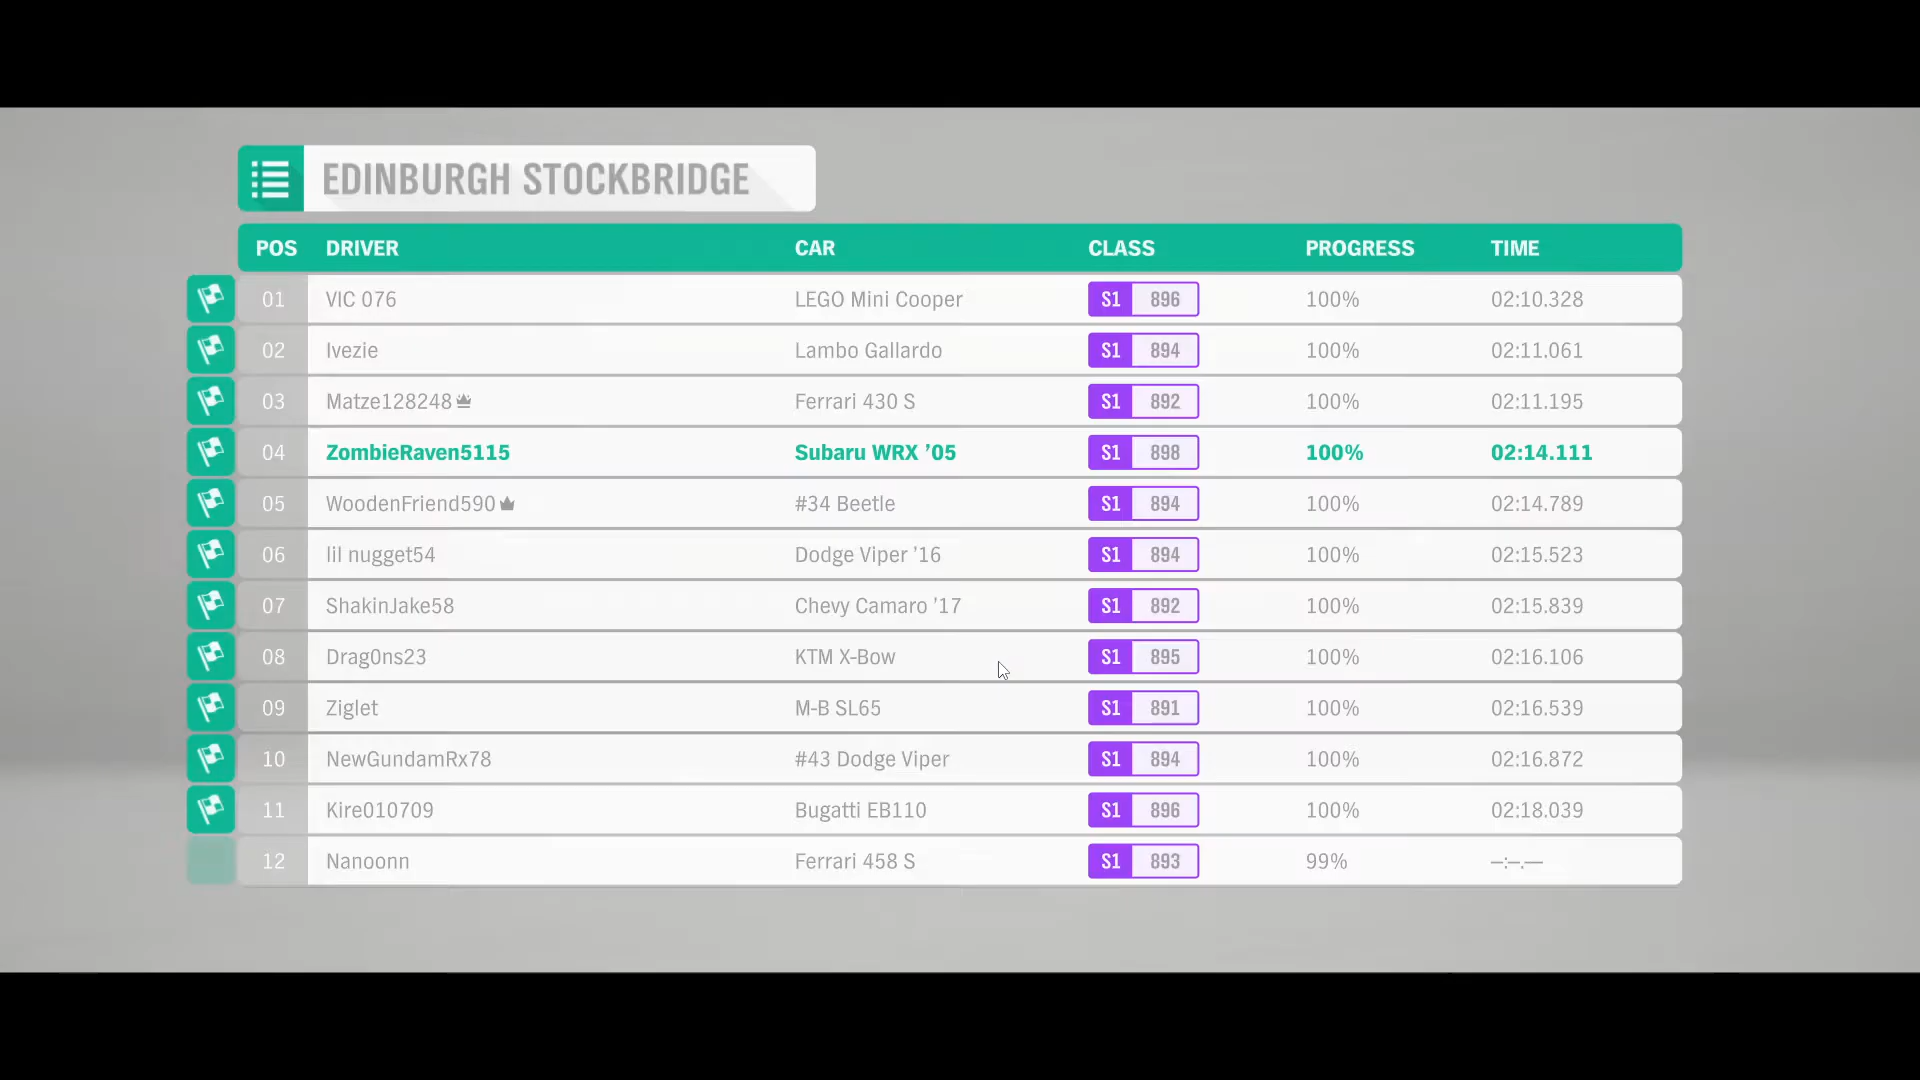 EDINBURGH STOCKBRIDGE
POS DRIVER CAR CLASS PROGRESS TIME
01 VIC 076 LEGO Mini Cooper S1 896 100% 02:10.328
02 Ivezie Lambo Gallardo S1 894 100% 02:11.061
03 Matze128248 Ferrari 430 S S1 892 100% 02:11.195
04 ZombieRaven5115 Subaru WRX ’05 S1 898 100% 02:14.111
05 WoodenFriend590 #34 Beetle S1 894 100% 02:14.789
06 lil nugget54 Dodge Viper ’16 S1 894 100% 02:15.523
07 ShakinJake58 Chevy Camaro ’17 S1 892 100% 02:15.839
08 Drag0ns23 KTM X-Bow S1 895 100% 02:16.106
09 Ziglet M-B SL65 S1 891 100% 02:16.539
10 NewGundamRx78 #43 Dodge Viper S1 894 100% 02:16.872
11 Kire010709 Bugatti EB110 S1 896 100% 02:18.039
12 Nanoonn Ferrari 458 S S1 893 99% --:--.---